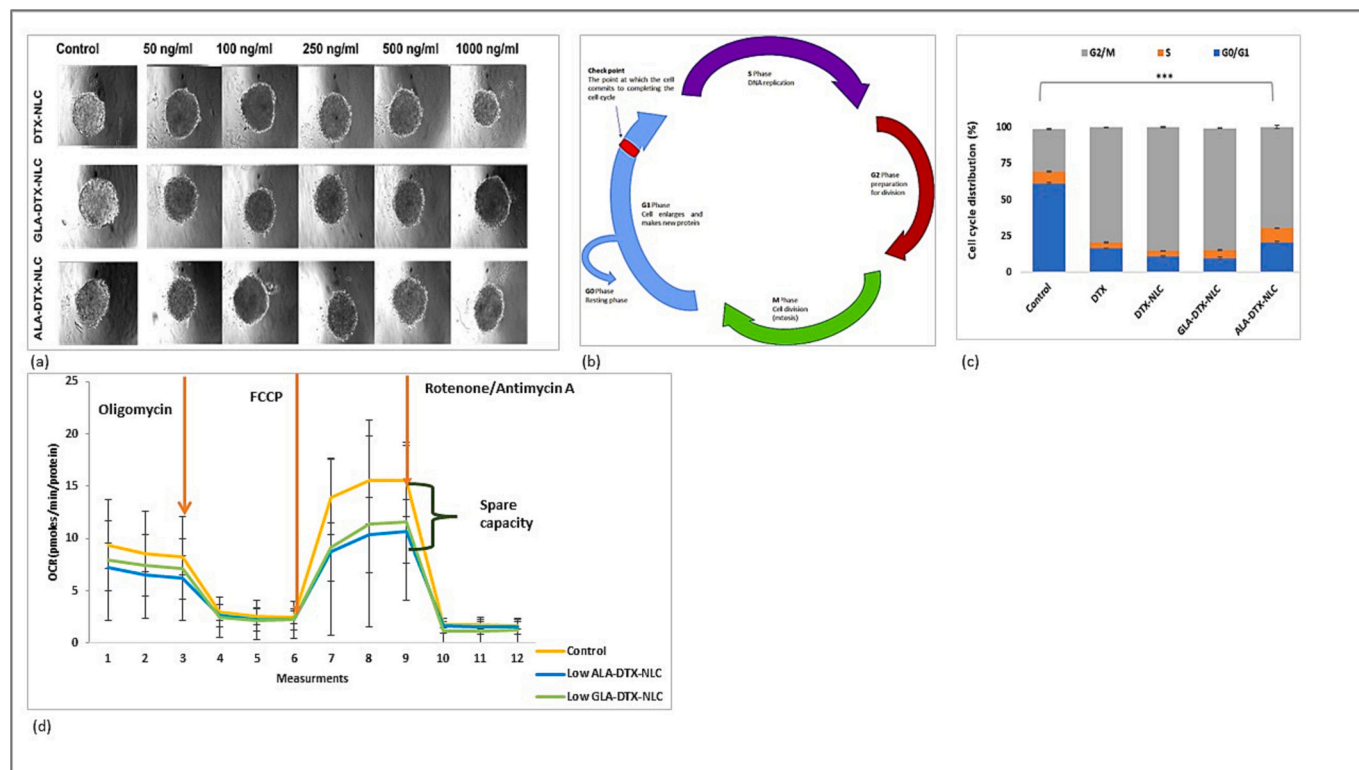 Control 50 ng/ml 100 ng/ml 250 ng/ml 500 ng/ml 1000 ng/ml
DTX-NLC
GLA-DTX-NLC
ALA-DTX-NLC
(a)
Checkpoint
The point at which the cell
commits to completing the
cell cycle
S Phase
DNA replication
G2 Phase
preparation
for division
G1 Phase
Cell enlarges and
makes new protein
G0 Phase
Resting phase
M Phase
Cell division
(mtosis)
(b)
G2/M S G0/G1
***
Cell cycle distribution (%)
100
75
50
25
0
Control DTX DTX-NLC GLA-DTX-NLC ALA-DTX-NLC
(c)
OCR(pmoles/min/protein)
25
20
15
10
5
0
Oligomycin
FCCP
Rotenone/Antimycin A
Spare
capacity
1 2 3 4 5 6 7 8 9 10 11 12
Measurments
Control
Low ALA-DTX-NLC
Low GLA-DTX-NLC
(d)